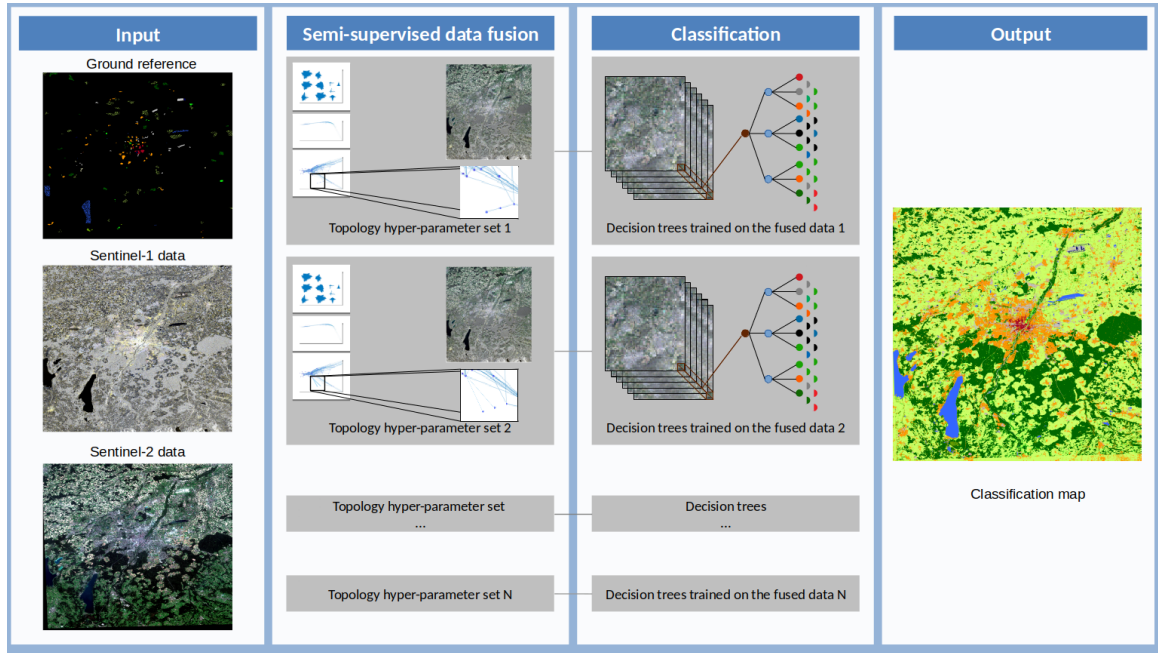 Input
Ground reference
Sentinel-1 data
Sentinel-2 data
Semi-supervised data fusion
Topology hyper-parameter set 1
Topology hyper-parameter set 2
Topology hyper-parameter set
...
Topology hyper-parameter set N
Classification
Decision trees trained on the fused data 1
Decision trees trained on the fused data 2
Decision trees
...
Decision trees trained on the fused data N
Output
Classification map